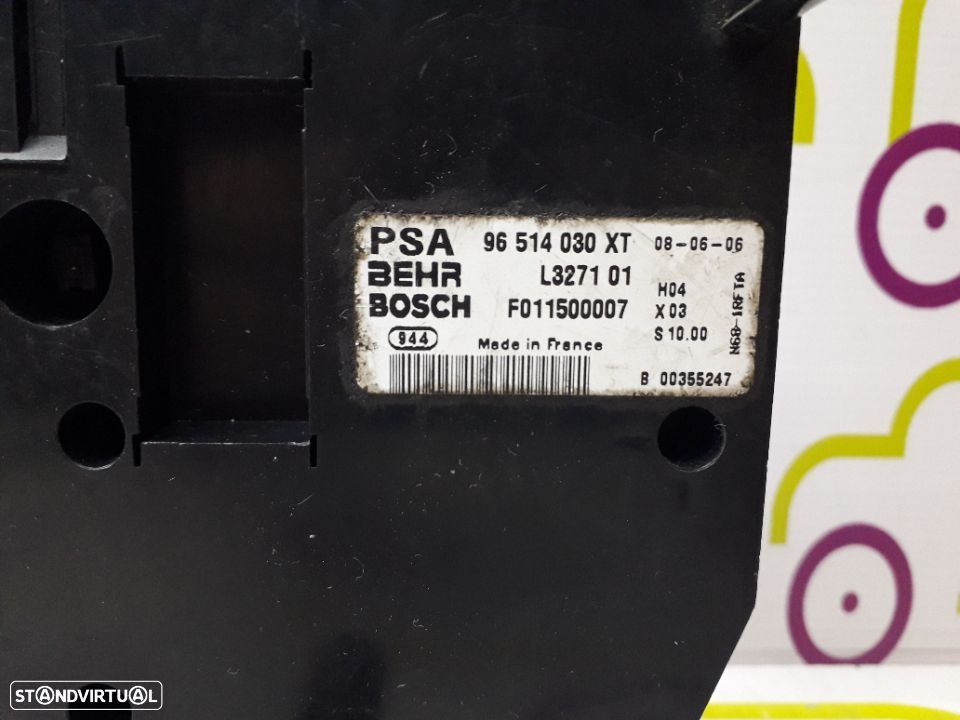 PSA 96 514 030 XT 08-06-06
BEHR L3271 01
BOSCH F011500007
H04
X 03
S 10.00
N68-1RFTA
944 Made in France
B 00355247
STANDVIRTUAL